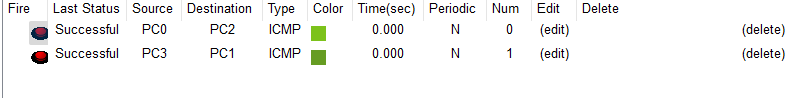 Fire Last Status Source Destination Type Color Time(sec) Periodic Num Edit Delete
Successful PC0 PC2 ICMP 0.000 N 0 (edit) (delete)
Successful PC3 PC1 ICMP 0.000 N 1 (edit) (delete)